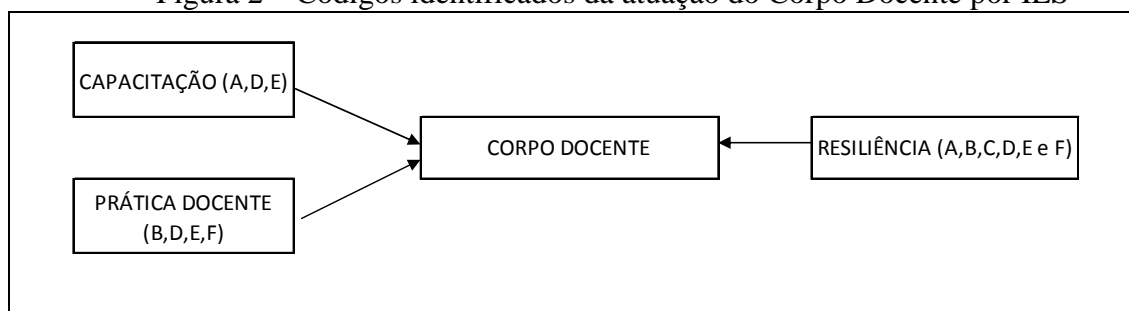 Figura 2 – Códigos identificados da atuação do Corpo Docente por IES
CAPACITAÇÃO (A,D,E)
CORPO DOCENTE
RESILIÊNCIA (A,B,C,D,E e F)
PRÁTICA DOCENTE
(B,D,E,F)